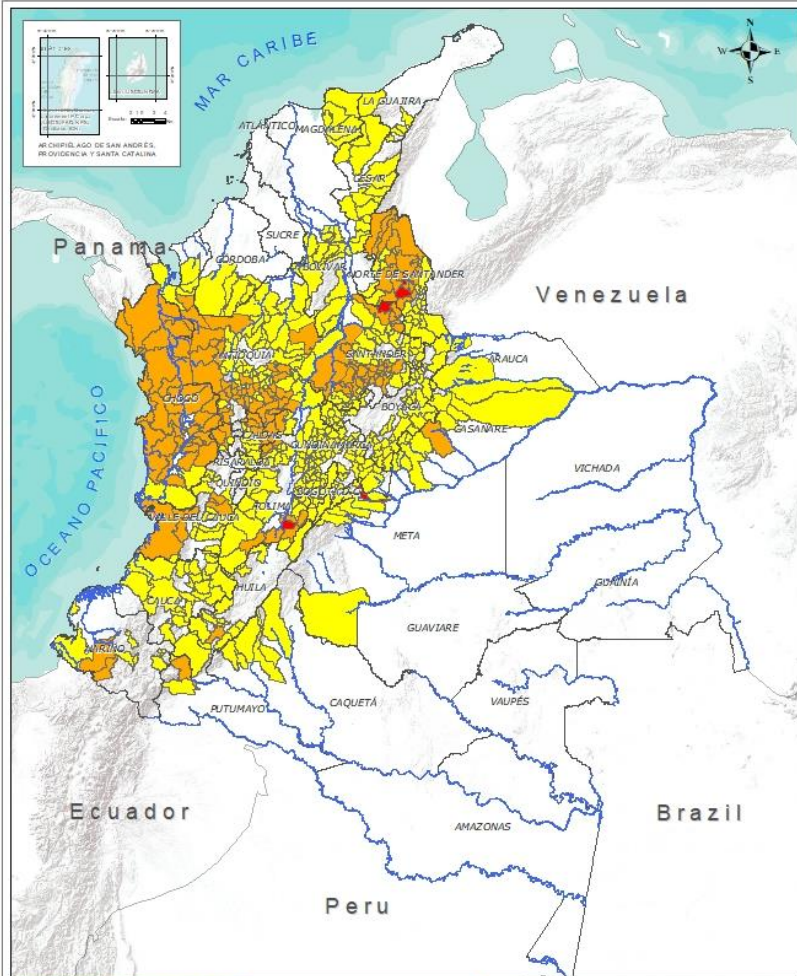 MAR CARIBE
N
W E
S
ARCHIPIÉLAGO DE SAN ANDRÉS,
PROVIDENCIA Y SANTA CATALINA
LA GUAJIRA
ATLÁNTICO
MAGDALENA
CESAR
SUCRE
Panama
CÓRDOBA
BOLÍVAR
NORTE DE SANTANDER
Venezuela
ANTIOQUIA
SANTANDER
ARAUCA
OCEANO PACIFICO
CHOCÓ
BOYACÁ
CASANARE
CALDAS
CUNDINAMARCA
RISARALDA
VICHADA
QUINDIO
TOLIMA
VALLE DEL CAUCA
META
GUAINÍA
HUILA
CAUCA
GUAVIARE
NARIÑO
PUTUMAYO
CAQUETÁ
VAUPÉS
Ecuador
AMAZONAS
Brazil
Peru